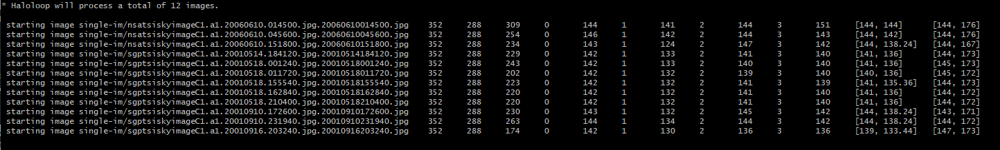 * Haloloop will process a total of 12 images.
starting image single-im/nsatsiskyimageC1.a1.20060610.014500.jpg.20060610014500.jpg 352 288 309 0 144 1 141 2 144 3 151 [144, 144] [144, 176]
starting image single-im/nsatsiskyimageC1.a1.20060610.045600.jpg.20060610045600.jpg 352 288 254 0 146 1 142 2 144 3 143 [144, 142] [144, 176]
starting image single-im/nsatsiskyimageC1.a1.20060610.151800.jpg.20060610151800.jpg 352 288 234 0 143 1 124 2 147 3 142 [144, 138.24] [144, 167]
starting image single-im/sgptsiskyimageC1.a1.20010514.184120.jpg.20010514184120.jpg 352 288 229 0 142 1 133 2 141 3 140 [141, 136] [144, 173]
starting image single-im/sgptsiskyimageC1.a1.20010518.001240.jpg.20010518001240.jpg 352 288 243 0 142 1 133 2 140 3 140 [141, 136] [145, 173]
starting image single-im/sgptsiskyimageC1.a1.20010518.011720.jpg.20010518011720.jpg 352 288 202 0 142 1 132 2 139 3 140 [140, 136] [145, 172]
starting image single-im/sgptsiskyimageC1.a1.20010518.155540.jpg.20010518155540.jpg 352 288 223 0 142 1 132 2 141 3 139 [141, 135.36] [144, 173]
starting image single-im/sgptsiskyimageC1.a1.20010518.162840.jpg.20010518162840.jpg 352 288 220 0 142 1 132 2 141 3 140 [141, 136] [144, 172]
starting image single-im/sgptsiskyimageC1.a1.20010518.210400.jpg.20010518210400.jpg 352 288 220 0 142 1 132 2 141 3 140 [141, 136] [144, 172]
starting image single-im/sgptsiskyimageC1.a1.20010910.172600.jpg.20010910172600.jpg 352 288 230 0 143 1 132 2 145 3 142 [144, 138.24] [143, 171]
starting image single-im/sgptsiskyimageC1.a1.20010910.231940.jpg.20010910231940.jpg 352 288 263 0 144 1 134 2 144 3 142 [144, 138.24] [144, 172]
starting image single-im/sgptsiskyimageC1.a1.20010916.203240.jpg.20010916203240.jpg 352 288 174 0 142 1 130 2 136 3 136 [139, 133.44] [147, 173]